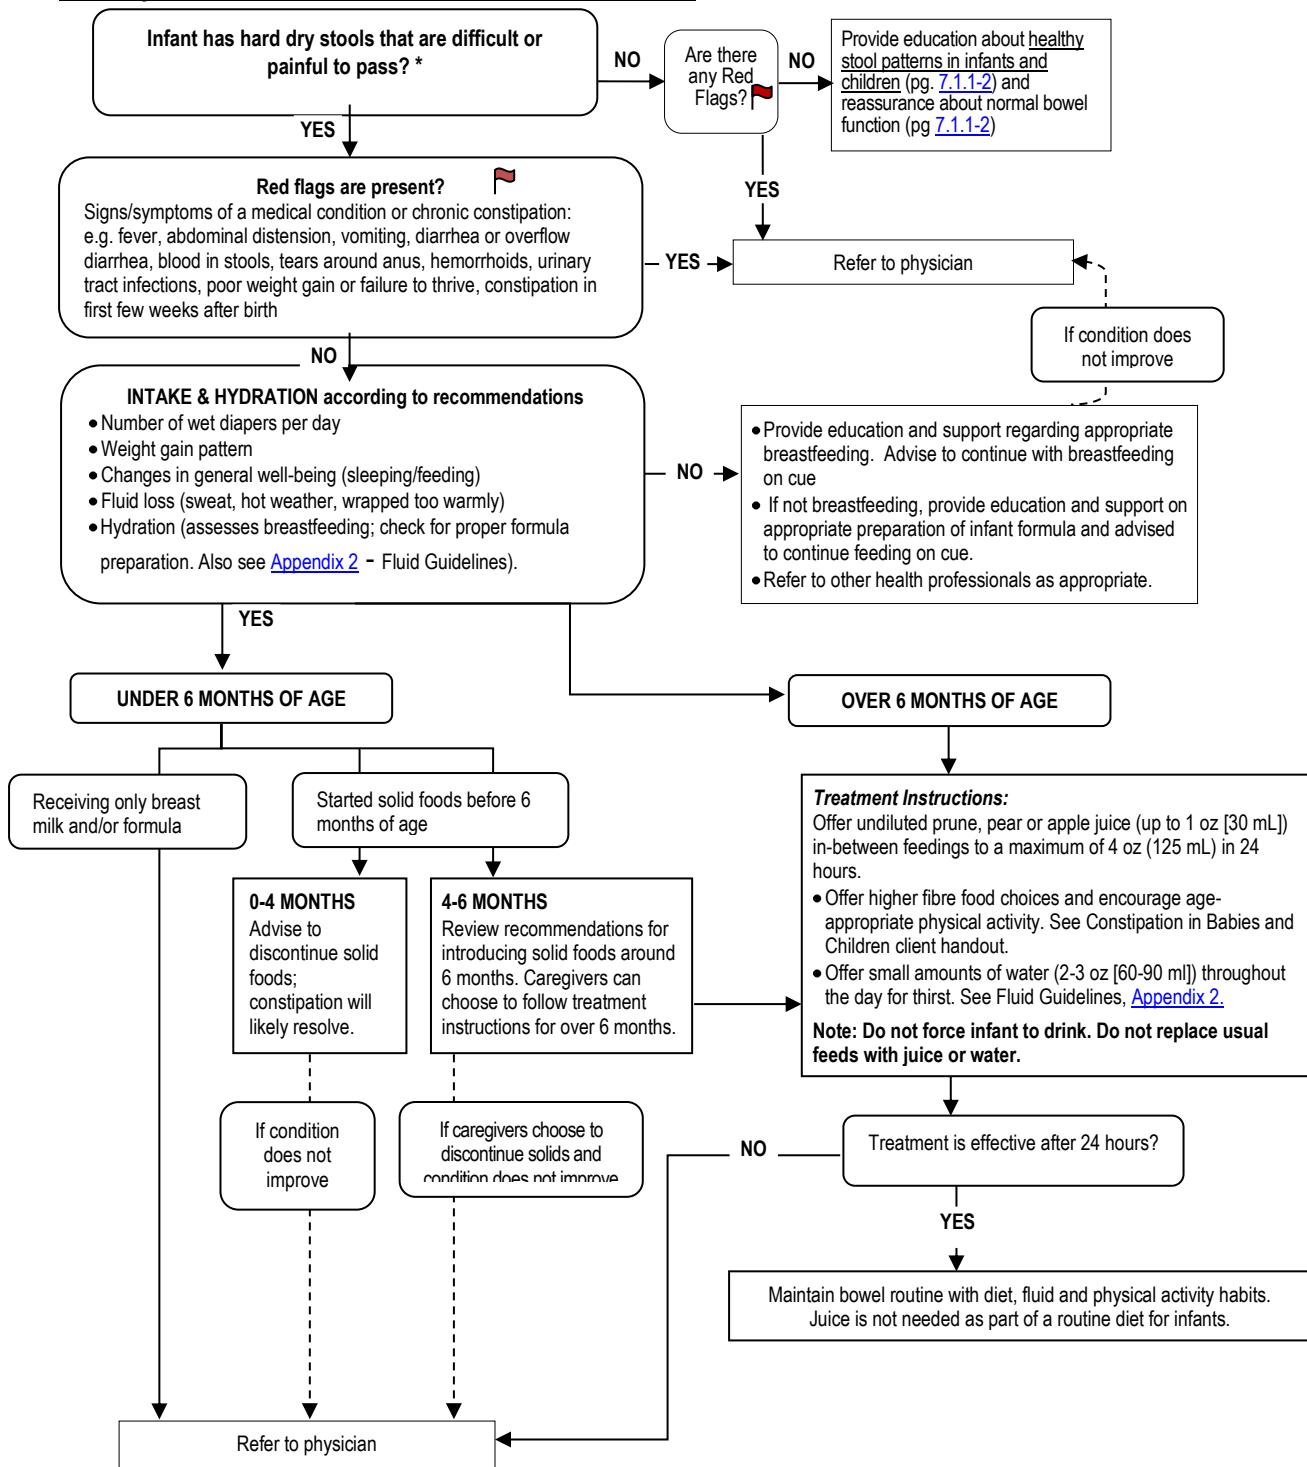 Infant has hard dry stools that are difficult or
painful to pass? *
NO
Are there
any Red
Flags?
NO
Provide education about healthy
stool patterns in infants and
children (pg. 7.1.1-2) and
reassurance about normal bowel
function (pg 7.1.1-2)
YES
YES
Red flags are present?
Signs/symptoms of a medical condition or chronic constipation:
e.g. fever, abdominal distension, vomiting, diarrhea or overflow
diarrhea, blood in stools, tears around anus, hemorrhoids, urinary
tract infections, poor weight gain or failure to thrive, constipation in
first few weeks after birth
YES
Refer to physician
If condition does
not improve
NO
INTAKE & HYDRATION according to recommendations
• Number of wet diapers per day
• Weight gain pattern
• Changes in general well-being (sleeping/feeding)
• Fluid loss (sweat, hot weather, wrapped too warmly)
• Hydration (assesses breastfeeding; check for proper formula
preparation. Also see Appendix 2 - Fluid Guidelines).
NO
• Provide education and support regarding appropriate
breastfeeding. Advise to continue with breastfeeding
on cue
• If not breastfeeding, provide education and support on
appropriate preparation of infant formula and advised
to continue feeding on cue.
• Refer to other health professionals as appropriate.
YES
UNDER 6 MONTHS OF AGE
OVER 6 MONTHS OF AGE
Receiving only breast
milk and/or formula
Started solid foods before 6
months of age
0-4 MONTHS
Advise to
discontinue solid
foods;
constipation will
likely resolve.
4-6 MONTHS
Review recommendations for
introducing solid foods around
6 months. Caregivers can
choose to follow treatment
instructions for over 6 months.
Treatment Instructions:
Offer undiluted prune, pear or apple juice (up to 1 oz [30 mL])
in-between feedings to a maximum of 4 oz (125 mL) in 24
hours.
• Offer higher fibre food choices and encourage age-
appropriate physical activity. See Constipation in Babies and
Children client handout.
• Offer small amounts of water (2-3 oz [60-90 ml]) throughout
the day for thirst. See Fluid Guidelines, Appendix 2.
Note: Do not force infant to drink. Do not replace usual
feeds with juice or water.
If condition
does not
improve
If caregivers choose to
discontinue solids and
condition does not improve
NO
Treatment is effective after 24 hours?
YES
Maintain bowel routine with diet, fluid and physical activity habits.
Juice is not needed as part of a routine diet for infants.
Refer to physician